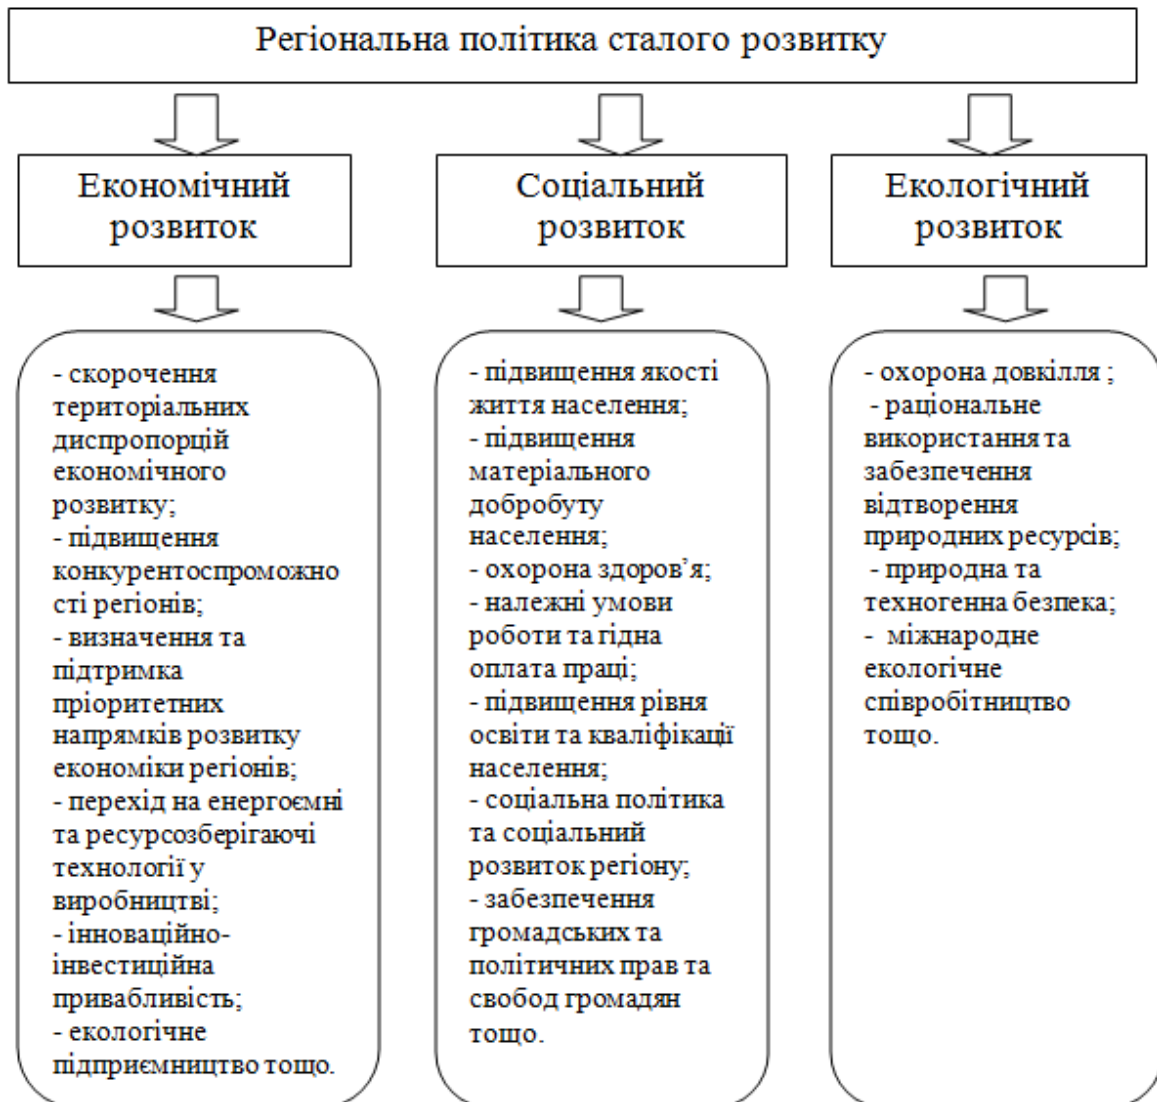 Регіональна політика сталого розвитку
Економічний
розвиток
Соціальний
розвиток
Екологічний
розвиток
- скорочення
територіальних
диспропорцій
економічного
розвитку;
- підвищення
конкурентоспроможно
сті регіонів;
- визначення та
підтримка
пріоритетних
напрямків розвитку
економіки регіонів;
- перехід на енергоємні
та ресурсозберігаючі
технології у
виробництві;
- інноваційно-
інвестиційна
привабливість;
- екологічне
підприємництво тощо.
- підвищення якості
життя населення;
- підвищення
матеріального
добробуту
населення;
- охорона здоров’я;
- належні умови
роботи та гідна
оплата праці;
- підвищення рівня
освіти та кваліфікації
населення;
- соціальна політика
та соціальний
розвиток регіону;
- забезпечення
громадських та
політичних прав та
свобод громадян
тощо.
- охорона довкілля ;
- раціональне
використання та
забезпечення
відтворення
природних ресурсів;
- природна та
техногенна безпека;
- міжнародне
екологічне
співробітництво
тощо.